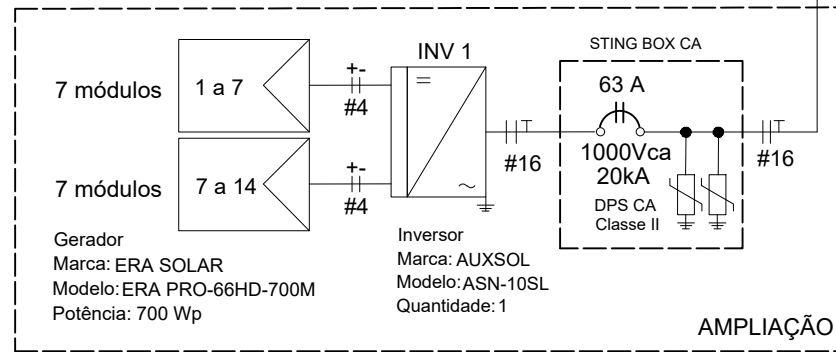 STING BOX CA
INV 1
63 A
7 módulos
1 a 7
+-
#4
=
#16
1000Vca
20kA
#16
7 módulos
7 a 14
+-
#4
~
DPS CA
Classe II
Gerador
Marca: ERA SOLAR
Modelo: ERA PRO-66HD-700M
Potência: 700 Wp
Inversor
Marca: AUXSOL
Modelo: ASN-10SL
Quantidade: 1
AMPLIAÇÃO